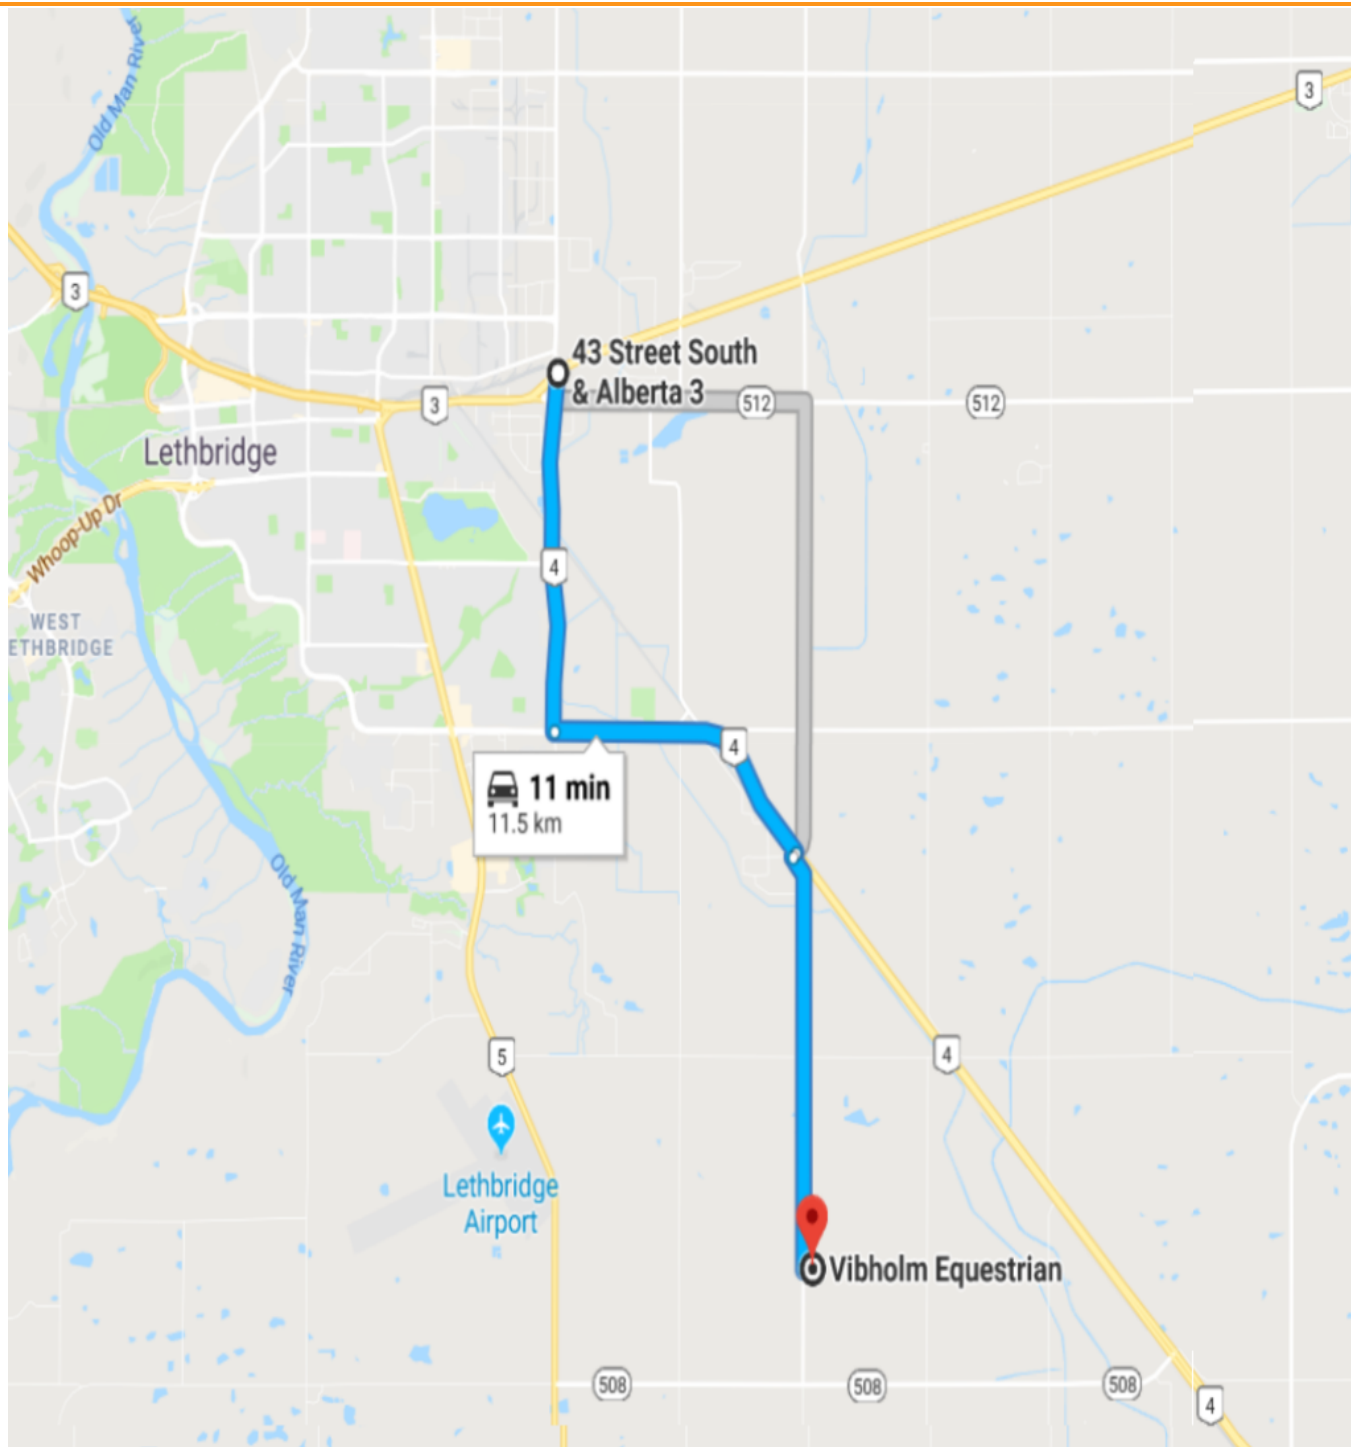 Old Man River
3
3
43 Street South
& Alberta 3
3
512
512
Lethbridge
Whoop-Up Dr
4
WEST
ETHBRIDGE
4
11 min
11.5 km
Old Man River
5
4
Lethbridge
Airport
Vibholm Equestrian
508
508
508
4